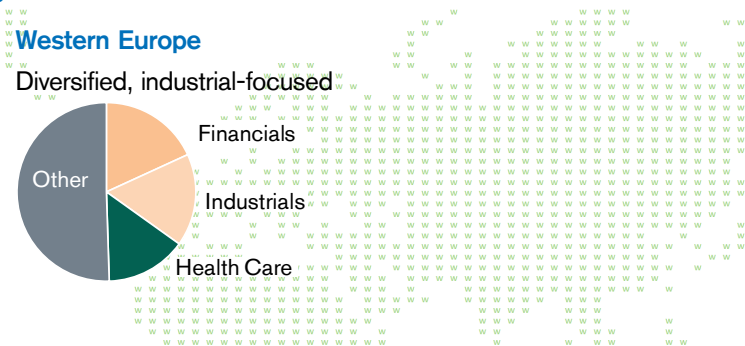 Western Europe
Diversified, industrial-focused
Financials
Other
Industrials
Health Care